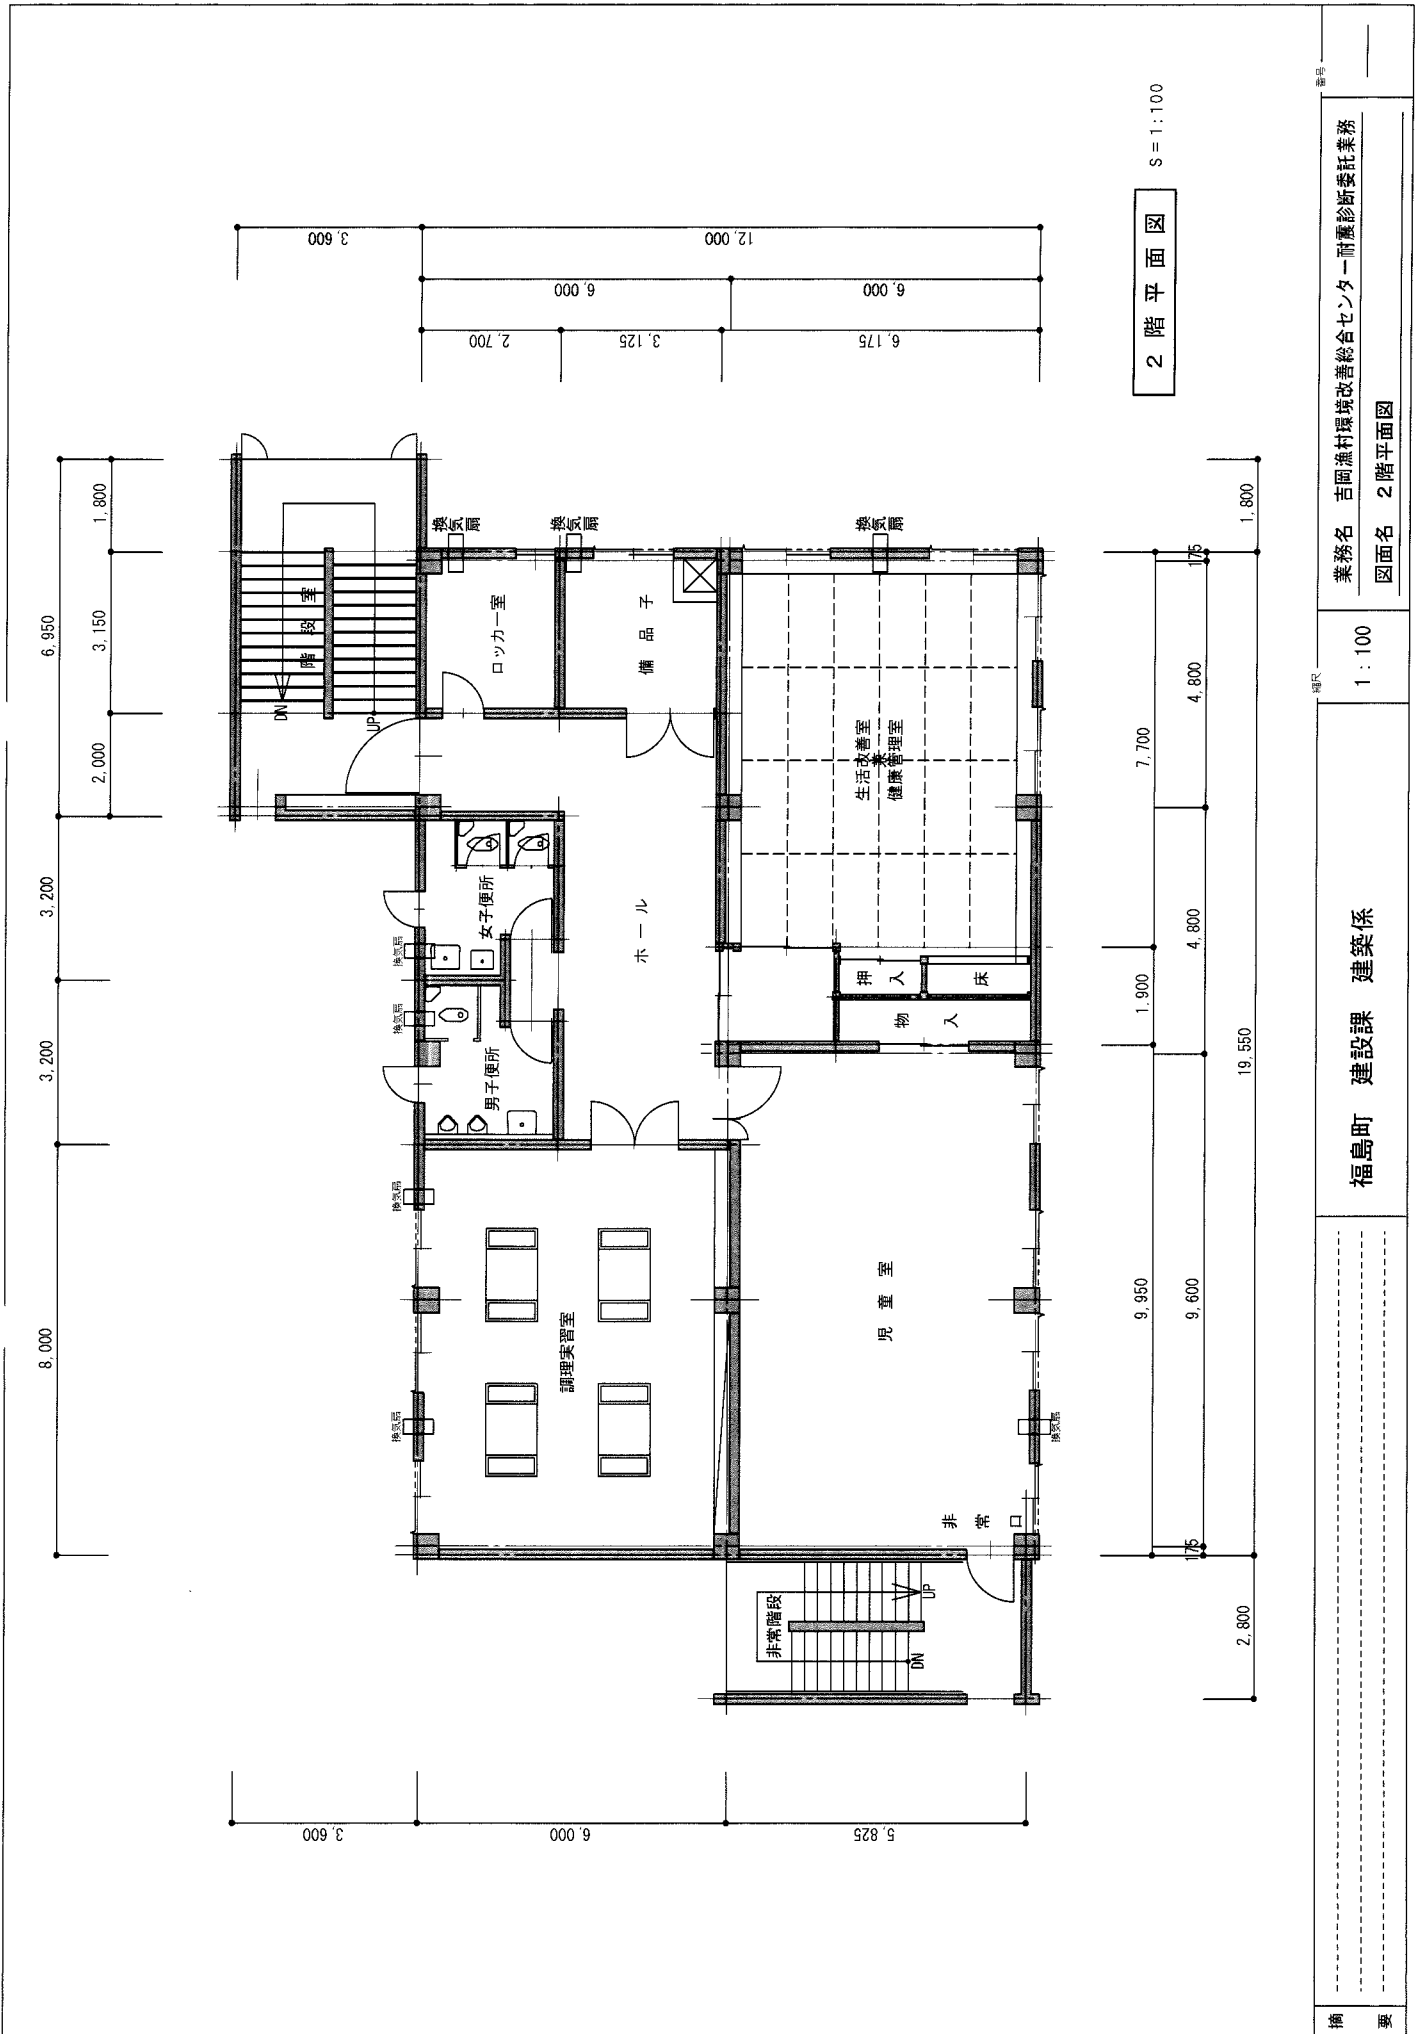 2 階 平 面 図
S=1:100
8,000
3,200
3,200
6,950
2,000
3,150
1,800
3,600
6,000
5,825
3,600
12,000
6,000
6,000
2,700
3,125
6,175
階 段 室
DN
UP
換気扇
換気扇
換気扇
換気扇
換気扇
換気扇
換気扇
換気扇
ロッカー室
備 品 子
女子便所
男子便所
ホール
調理実習室
生活改善室
兼
健康管理室
押 入
床
物 入
児 童 室
非 常 口
非常階段
UP
DN
9,950
1,900
7,700
175
9,600
4,800
4,800
175
2,800
19,550
1,800
摘 要
福島町 建設課 建築係
縮尺
1:100
業務名 吉岡漁村環境改善総合センター耐震診断委託業務
図面名 2階平面図
番号